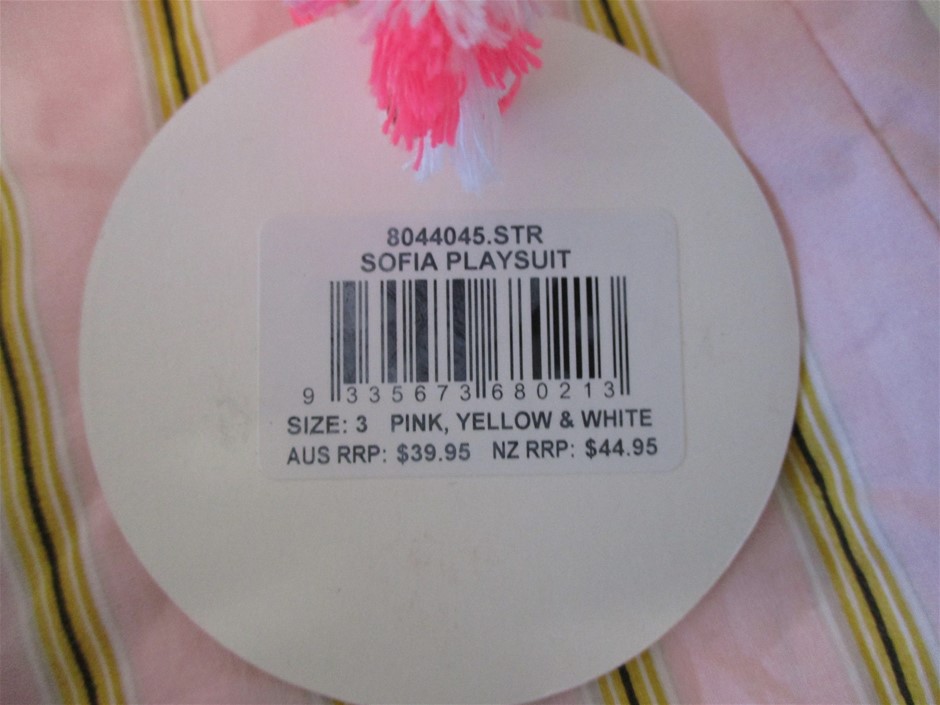 8044045.STR
SOFIA PLAYSUIT
9 335673 680213
SIZE: 3 PINK, YELLOW & WHITE
AUS RRP: $39.95 NZ RRP: $44.95